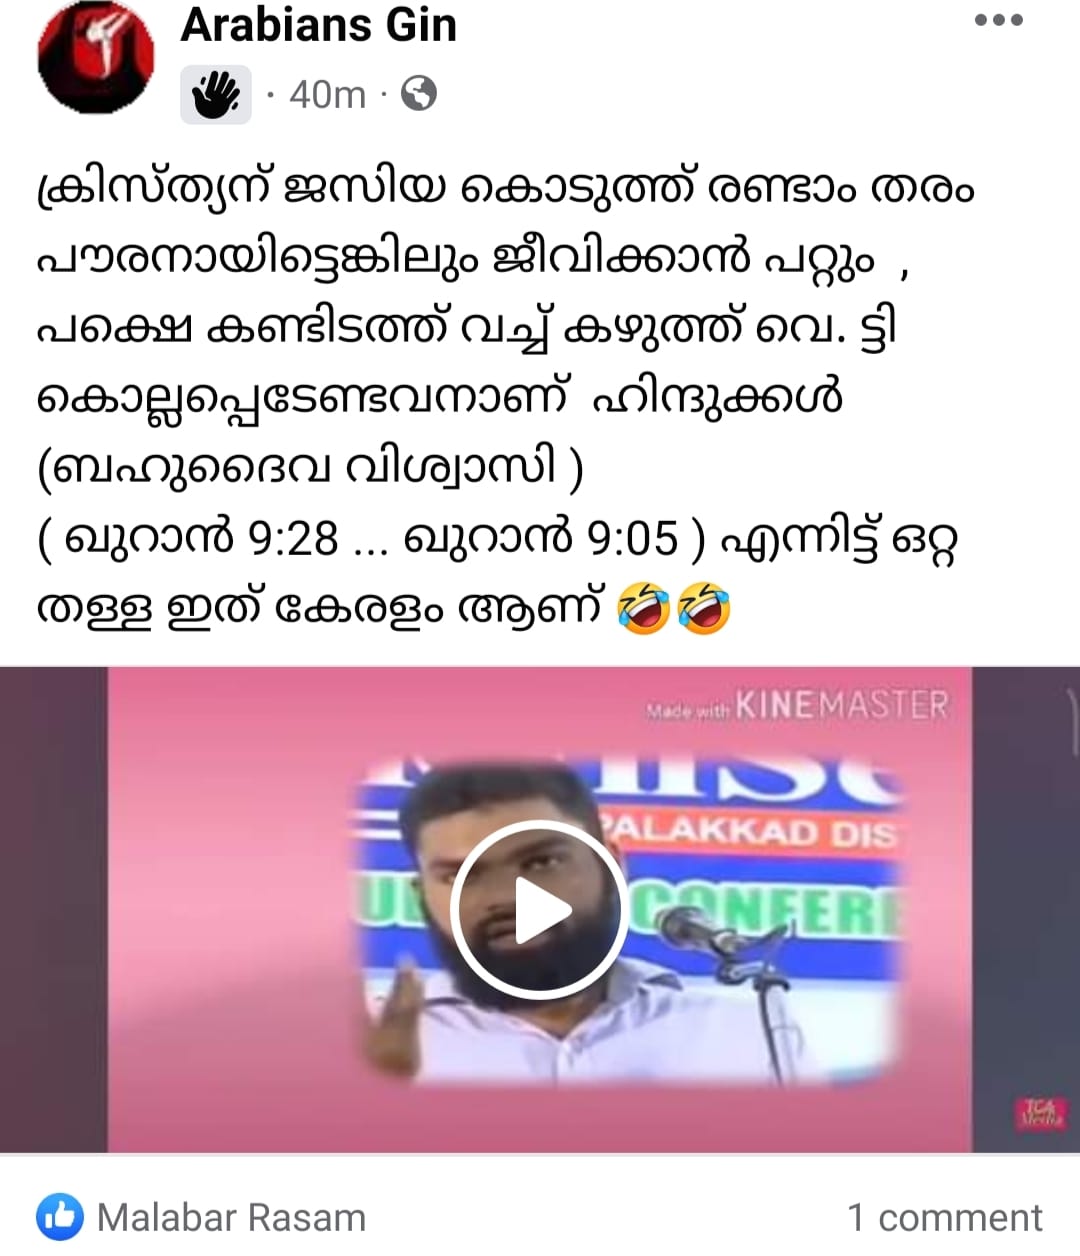 Arabians Gin
40m
ക്രിസ്ത്യന് ജസിയ കൊടുത്ത് രണ്ടാം തരം
പൗരനായിട്ടെങ്കിലും ജീവിക്കാൻ പറ്റും ,
പക്ഷെ കണ്ടിടത്ത് വച്ച് കഴുത്ത് വെ. ട്ടി
കൊല്ലപ്പെടേണ്ടവനാണ് ഹിന്ദുക്കൾ
(ബഹുദൈവ വിശ്വാസി )
( ഖുറാൻ 9:28 ... ഖുറാൻ 9:05 ) എന്നിട്ട് ഒറ്റ
തള്ള ഇത് കേരളം ആണ് 🤣🤣
Made with KINEMASTER
PALAKKAD DIS
CONFERE
TCA
Media
Malabar Rasam
1 comment